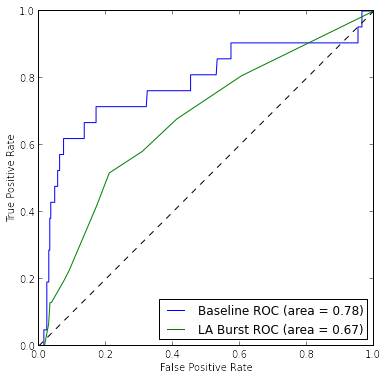 1.0
0.8
0.6
0.4
0.2
0.0
True Positive Rate
Baseline ROC (area = 0.78)
LA Burst ROC (area = 0.67)
0.0 0.2 0.4 0.6 0.8 1.0
False Positive Rate